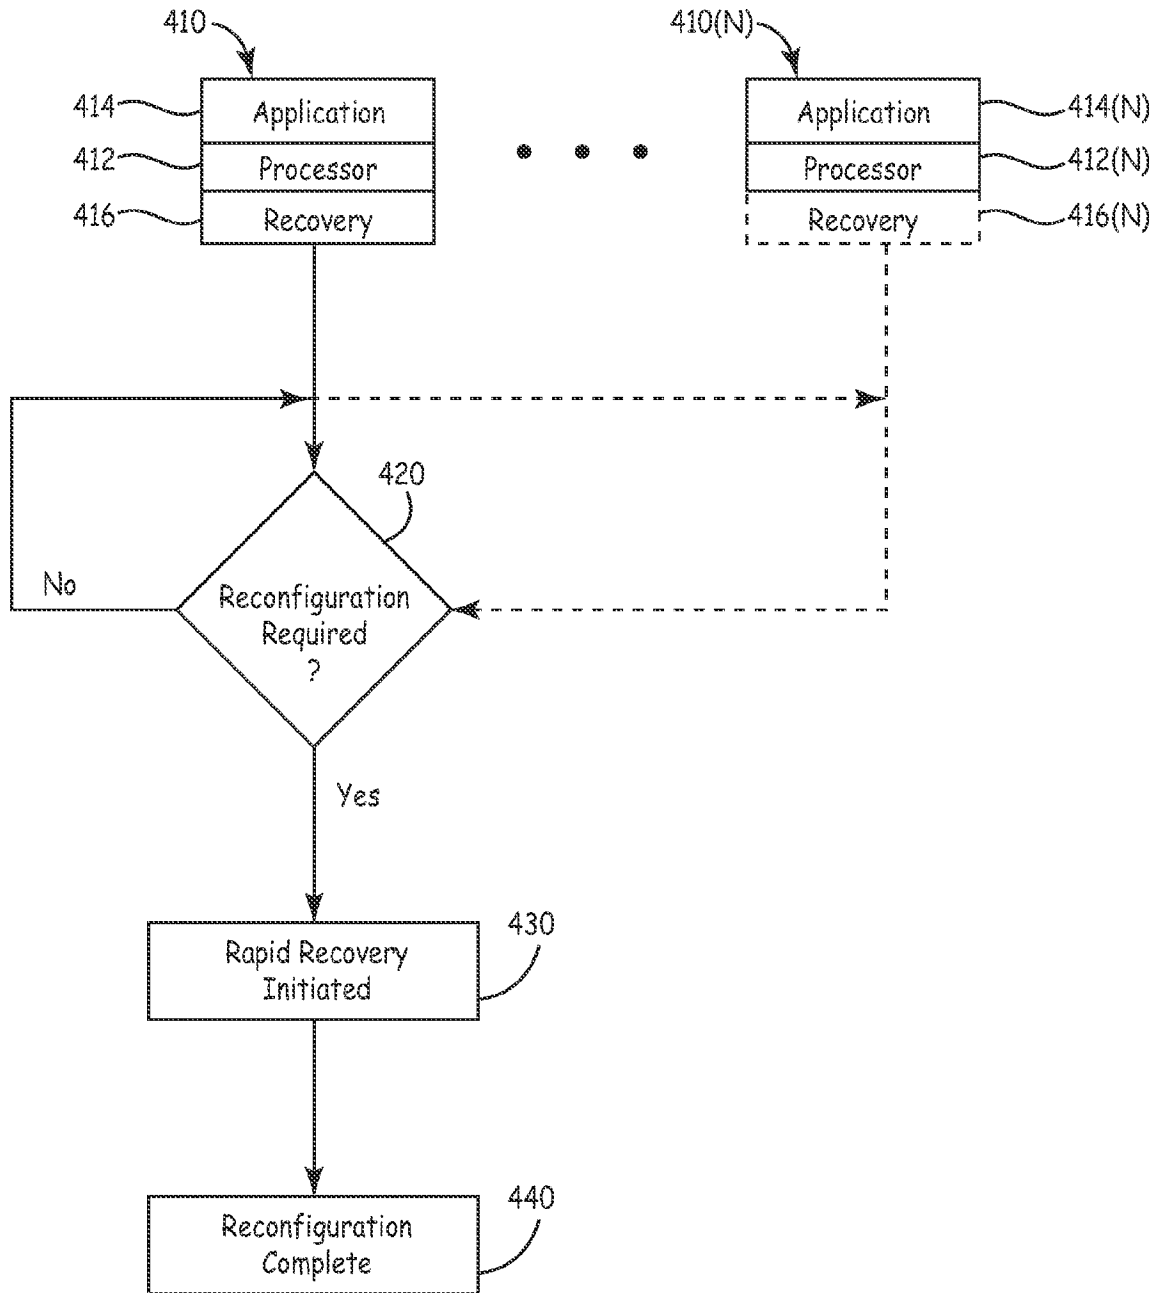 410
410(N)
414
Application
Application
414(N)
412
Processor
Processor
412(N)
416
Recovery
Recovery
416(N)
420
No
Reconfiguration
Required
?
Yes
430
Rapid Recovery
Initiated
440
Reconfiguration
Complete